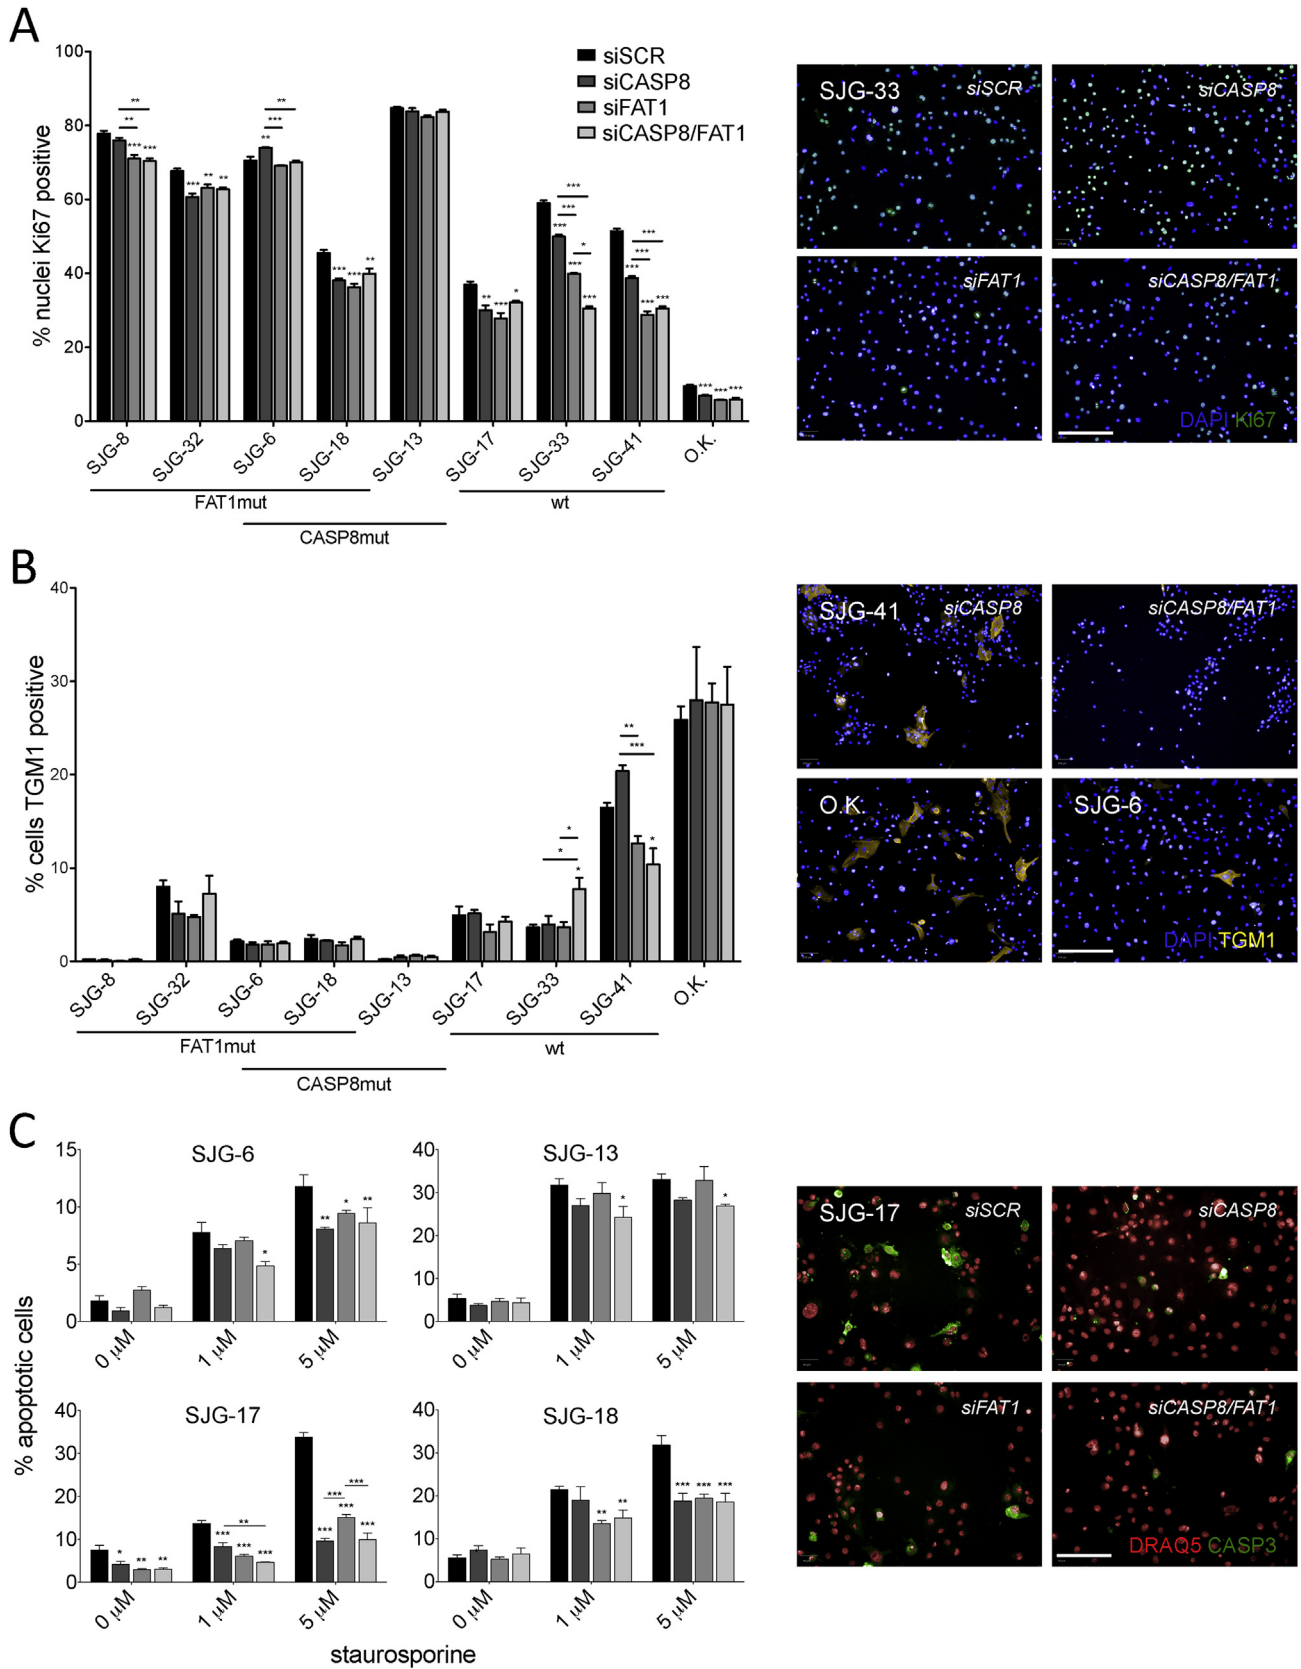 A
100
80
60
40
20
0
% nuclei Ki67 positive
siSCR
siCASP8
siFAT1
siCASP8/FAT1
** ** *** ***
*** ** **
** *** **
*** *** **
** *** *
*** *** *** *** * ***
*** *** *** *** ***
*** *** ***
SJG-8 SJG-32 SJG-6 SJG-18 SJG-13 SJG-17 SJG-33 SJG-41 O.K.
FAT1mut wt
CASP8mut
SJG-33 siSCR
siCASP8
siFAT1
siCASP8/FAT1
DAPI Ki67
B
40
30
20
10
0
% cells TGM1 positive
* * *
** *** *
SJG-8 SJG-32 SJG-6 SJG-18 SJG-13 SJG-17 SJG-33 SJG-41 O.K.
FAT1mut wt
CASP8mut
SJG-41 siCASP8
siCASP8/FAT1
O.K.
SJG-6
DAPI TGM1
C
% apoptotic cells
SJG-6
15
10
5
0
*
** * **
0 μM 1 μM 5 μM
SJG-13
40
30
20
10
0
*
*
0 μM 1 μM 5 μM
SJG-17
40
30
20
10
0
* ** **
*** ** *** ***
*** *** *** *** ***
0 μM 1 μM 5 μM
SJG-18
40
30
20
10
0
** **
*** *** ***
0 μM 1 μM 5 μM
staurosporine
SJG-17 siSCR
siCASP8
siFAT1
siCASP8/FAT1
DRAQ5 CASP3